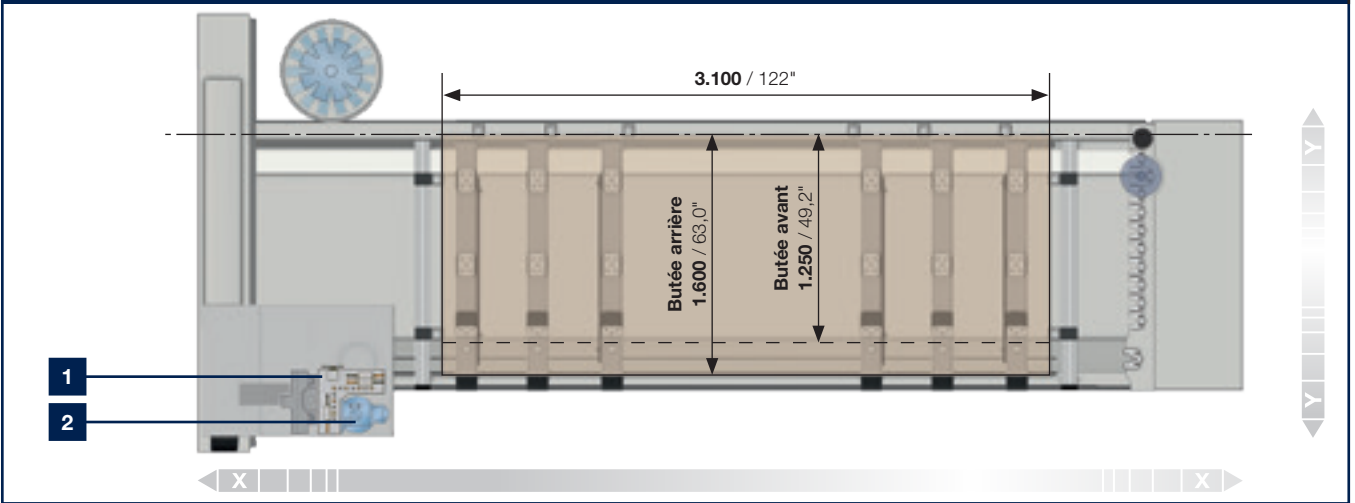 3.100 / 122"
Butée arrière
1.600 / 63,0"
Butée avant
1.250 / 49,2"
Y
1
2
Y
X
X